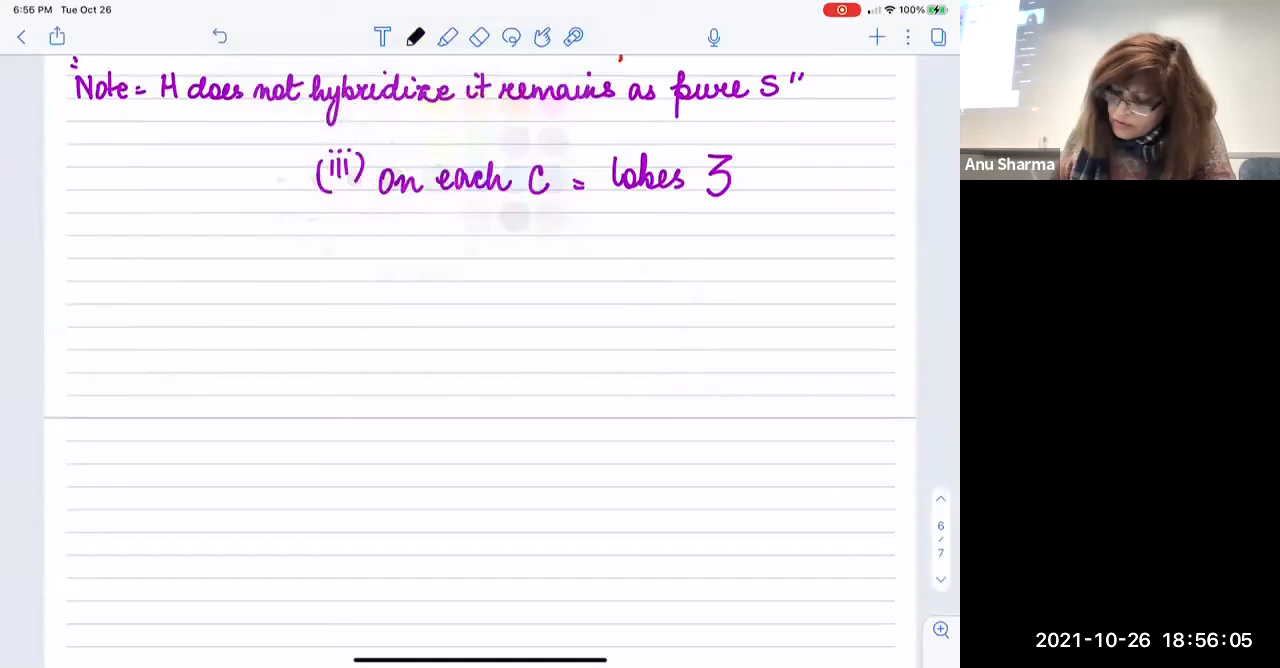 6:56 PM Tue Oct 26
100%
Note = H does not hybridize it remains as pure S"
(iii) on each C = lobes 3
Anu Sharma
6
/
7
2021-10-26 18:56:05